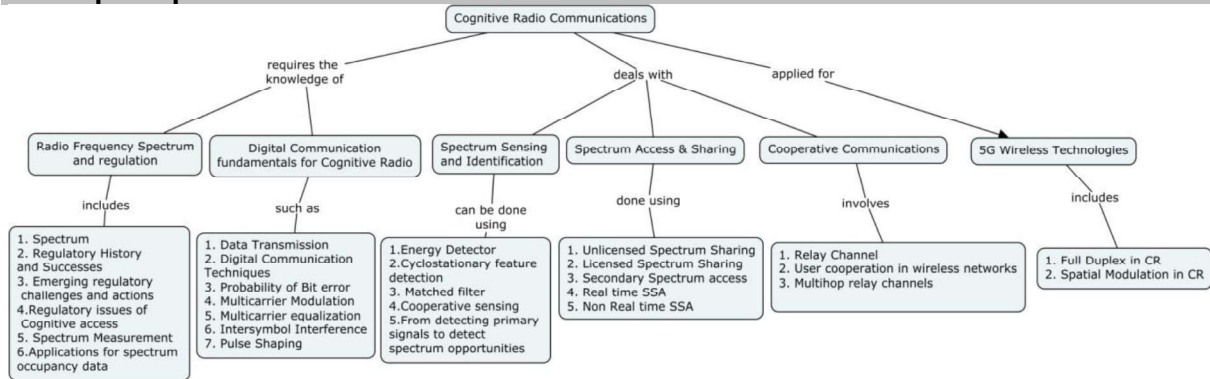 Cognitive Radio Communications
requires the
knowledge of
deals with
applied for
Radio Frequency Spectrum
and regulation
Digital Communication
fundamentals for Cognitive Radio
Spectrum Sensing
and Identification
Spectrum Access & Sharing
Cooperative Communications
5G Wireless Technologies
includes
such as
can be done
using
done using
involves
includes
1. Spectrum
2. Regulatory History
and Successes
3. Emerging regulatory
challenges and actions
4.Regulatory issues of
Cognitive access
5. Spectrum Measurement
6.Applications for spectrum
occupancy data
1. Data Transmission
2. Digital Communication
Techniques
3. Probability of Bit error
4. Multicarrier Modulation
5. Multicarrier equalization
6. Intersymbol Interference
7. Pulse Shaping
1.Energy Detector
2.Cyclostationary feature
detection
3. Matched filter
4.Cooperative sensing
5.From detecting primary
signals to detect
spectrum opportunities
1. Unlicensed Spectrum Sharing
2. Licensed Spectrum Sharing
3. Secondary Spectrum access
4. Real time SSA
5. Non Real time SSA
1. Relay Channel
2. User cooperation in wireless networks
3. Multihop relay channels
1. Full Duplex in CR
2. Spatial Modulation in CR